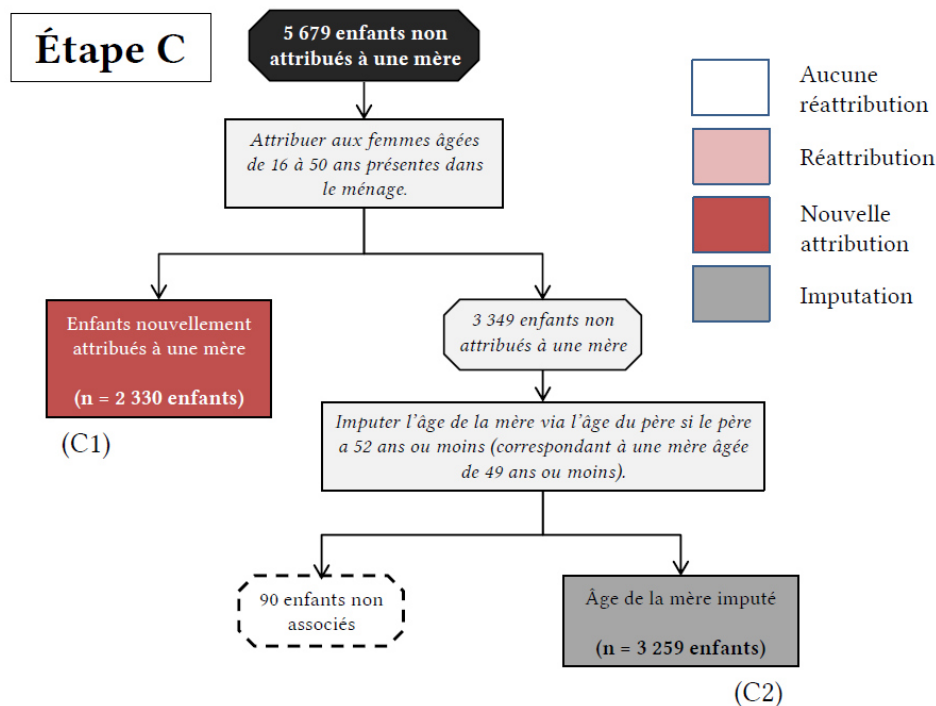 Étape C
5 679 enfants non
attribués à une mère
Attribuer aux femmes âgées
de 16 à 50 ans présentes dans
le ménage.
Aucune
réattribution
Réattribution
Nouvelle
attribution
Imputation
Enfants nouvellement
attribués à une mère
(n = 2 330 enfants)
(C1)
3 349 enfants non
attribués à une mère
Imputer l’âge de la mère via l’âge du père si le père
a 52 ans ou moins (correspondant à une mère âgée
de 49 ans ou moins).
90 enfants non
associés
Âge de la mère imputé
(n = 3 259 enfants)
(C2)